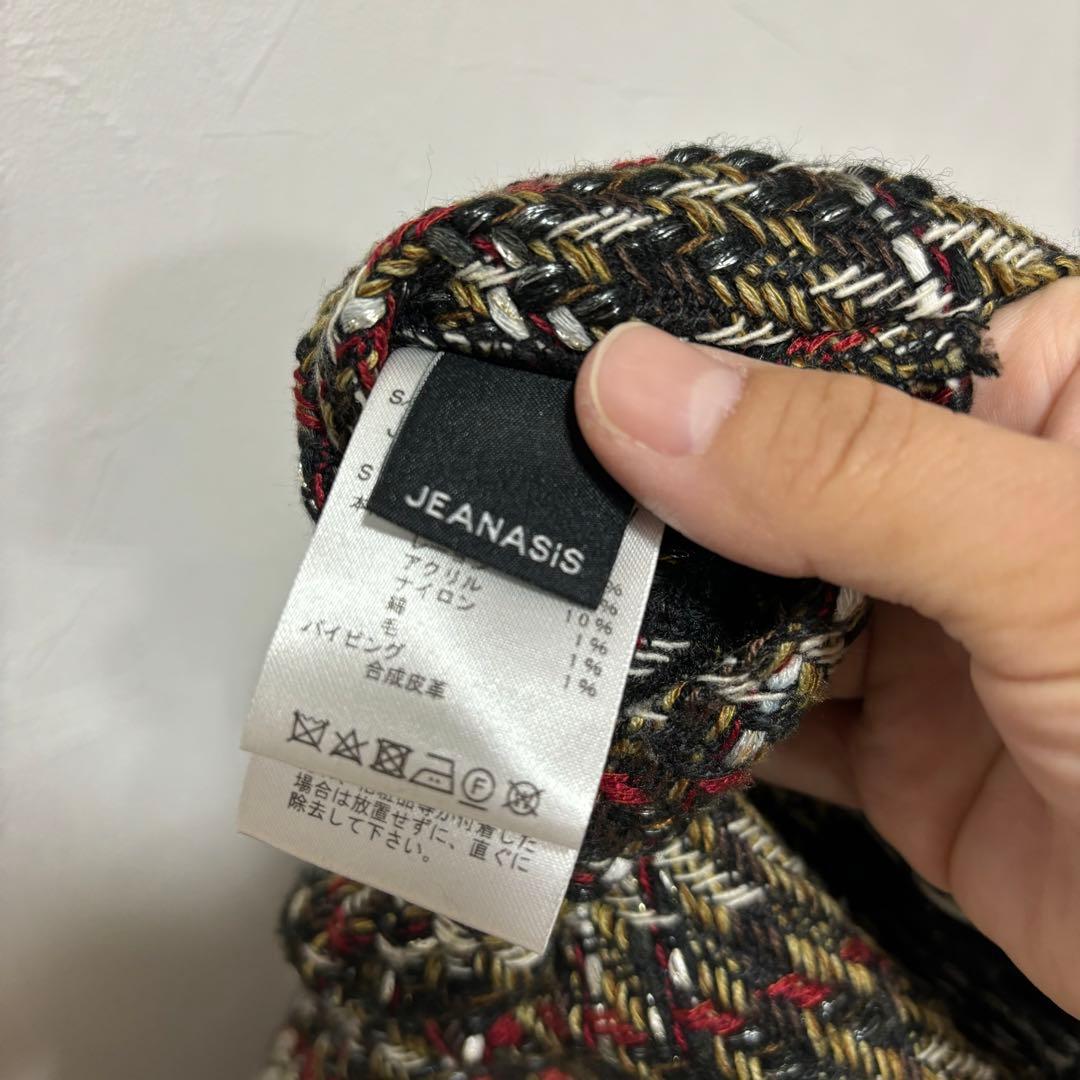 S
JEANASiS
S
本
アクリル
ナイロン 10%
綿 1%
毛 1%
パイピング 1%
合成皮革
F
場合は放置せずに、直ぐに
除去して下さい。